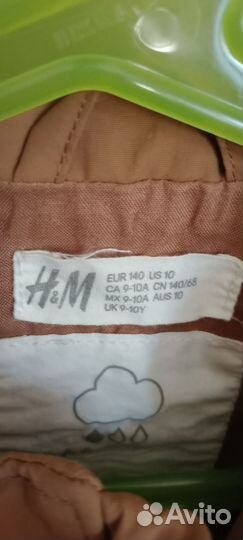 H&M
EUR 140 US 10
CA 9-10A CN 140/68
MX 9-10A AUS 10
UK 9-10Y
Avito